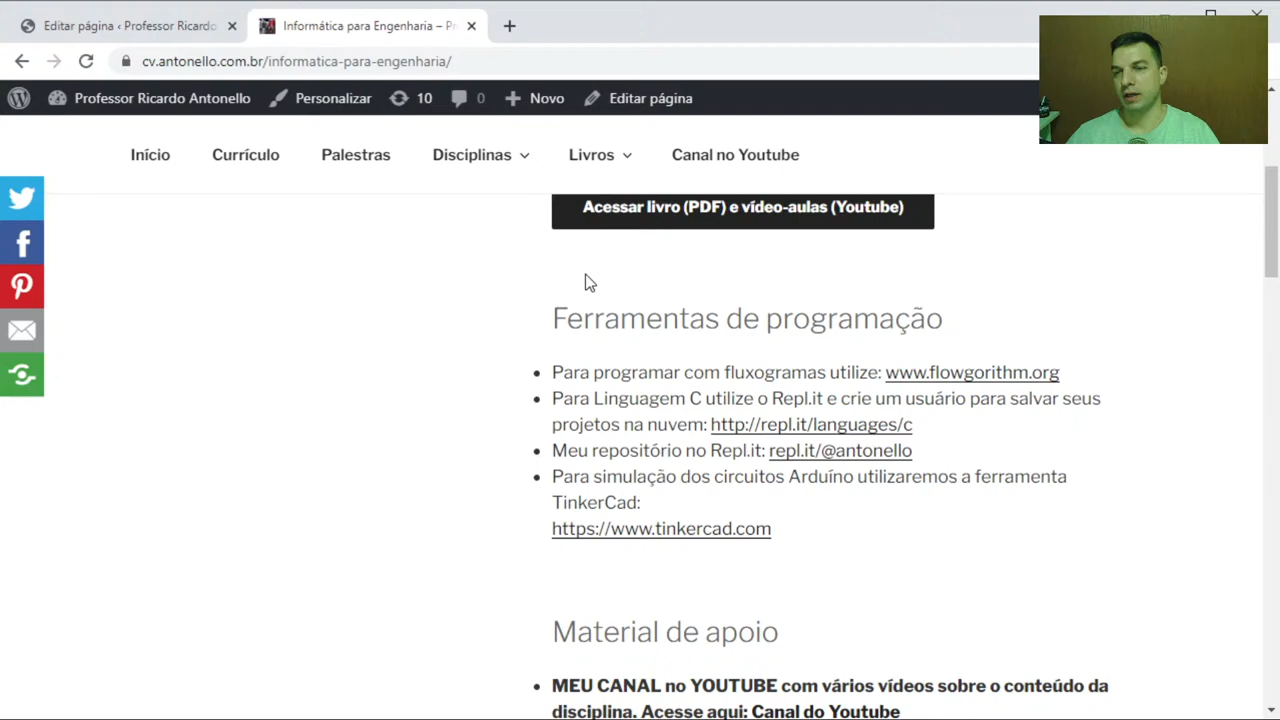 Editar página ‹ Professor Ricardo
Informática para Engenharia – Pr
cv.antonello.com.br/informatica-para-engenharia/
Professor Ricardo Antonello
Personalizar
10
0
Novo
Editar página
Início
Currículo
Palestras
Disciplinas
Livros
Canal no Youtube
Acessar livro (PDF) e vídeo-aulas (Youtube)
Ferramentas de programação
Para programar com fluxogramas utilize: www.flowgorithm.org
Para Linguagem C utilize o Repl.it e crie um usuário para salvar seus
projetos na nuvem: http://repl.it/languages/c
Meu repositório no Repl.it: repl.it/@antonello
Para simulação dos circuitos Arduíno utilizaremos a ferramenta
TinkerCad:
https://www.tinkercad.com
Material de apoio
MEU CANAL no YOUTUBE com vários vídeos sobre o conteúdo da
disciplina. Acesse aqui: Canal do Youtube